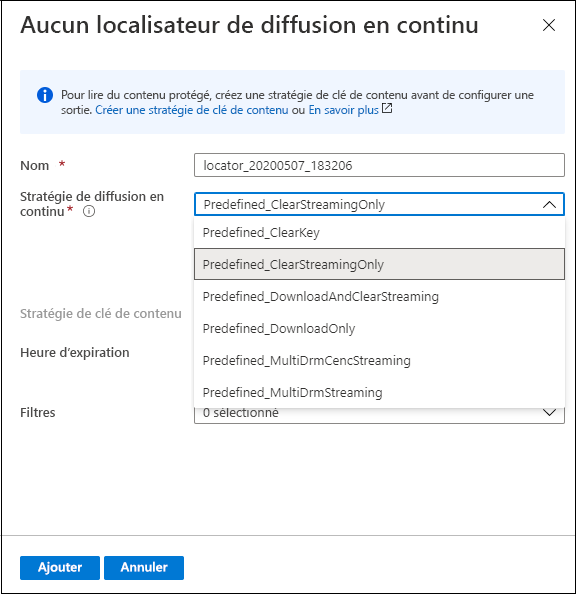 Aucun localisateur de diffusion en continu
Pour lire du contenu protégé, créez une stratégie de clé de contenu avant de configurer une
sortie. Créer une stratégie de clé de contenu ou En savoir plus
Nom *
locator_20200507_183206
Stratégie de diffusion en
continu *
Predefined_ClearStreamingOnly
Predefined_ClearKey
Predefined_ClearStreamingOnly
Predefined_DownloadAndClearStreaming
Predefined_DownloadOnly
Predefined_MultiDrmCencStreaming
Predefined_MultiDrmStreaming
Stratégie de clé de contenu
Heure d'expiration
Filtres
0 sélectionné
Ajouter
Annuler